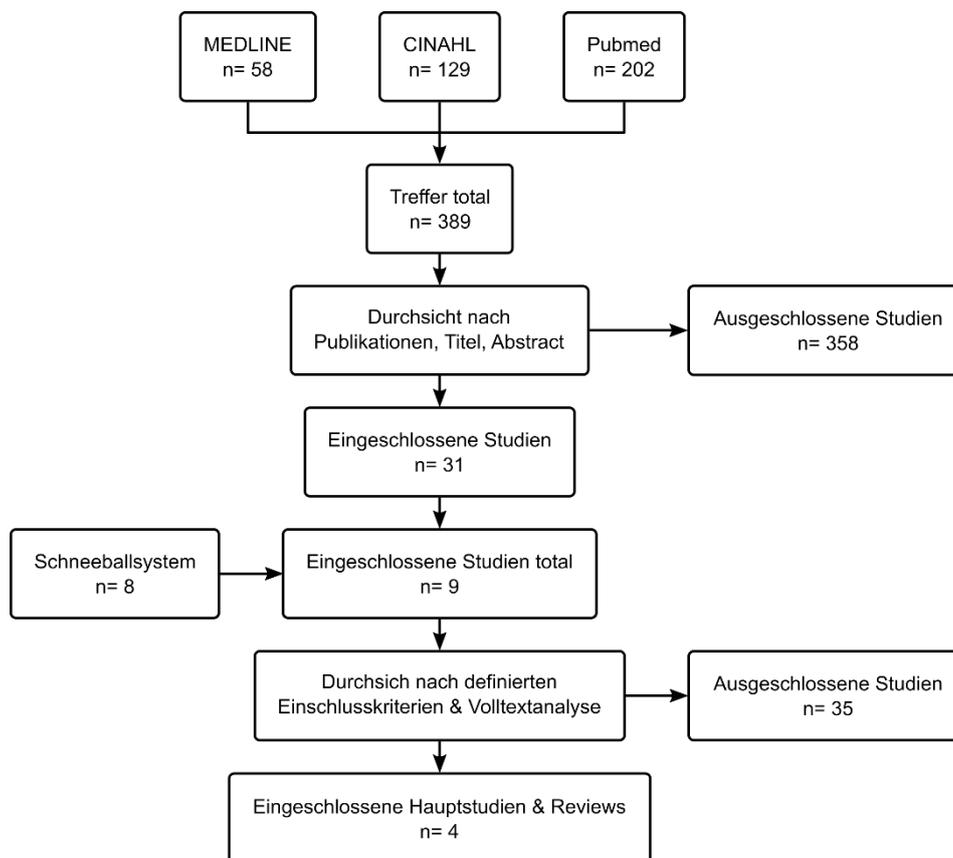 MEDLINE
n= 58
CINAHL
n= 129
Pubmed
n= 202
Treffer total
n= 389
Durchsicht nach
Publikationen, Titel, Abstract
Ausgeschlossene Studien
n= 358
Eingeschlossene Studien
n= 31
Schneeballsystem
n= 8
Eingeschlossene Studien total
n= 9
Durchsich nach definierten
Einschlusskriterien & Volltextanalyse
Ausgeschlossene Studien
n= 35
Eingeschlossene Hauptstudien & Reviews
n= 4